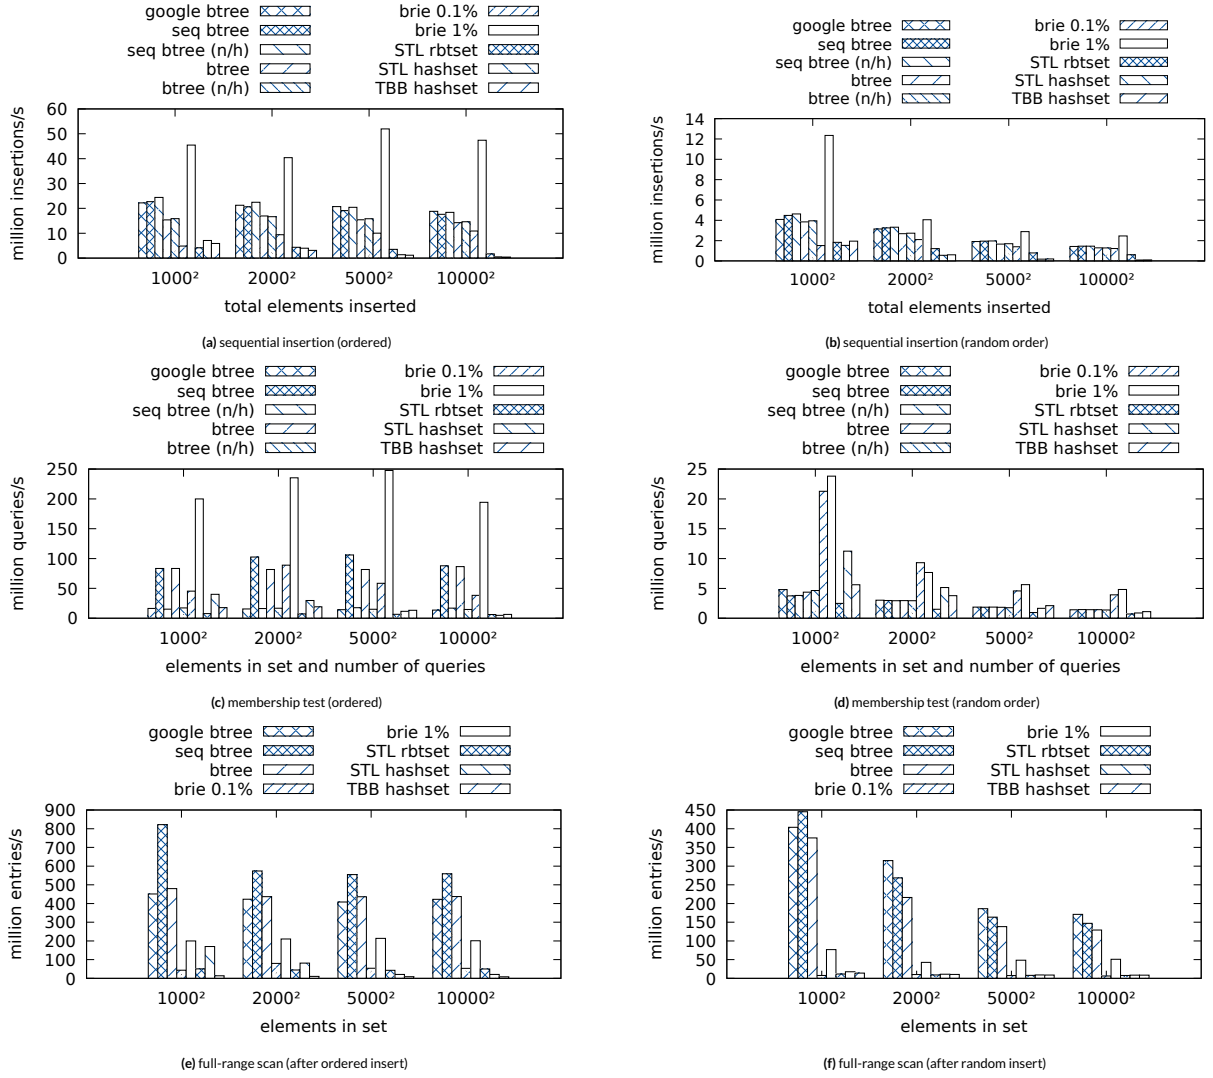 google btree
seq btree
seq btree (n/h)
btree
btree (n/h)
brie 0.1%
brie 1%
STL rbtset
STL hashset
TBB hashset
million insertions/s
60
50
40
30
20
10
0
1000²
2000²
5000²
10000²
total elements inserted
(a) sequential insertion (ordered)
google btree
seq btree
seq btree (n/h)
btree
btree (n/h)
brie 0.1%
brie 1%
STL rbtset
STL hashset
TBB hashset
million insertions/s
14
12
10
8
6
4
2
0
1000²
2000²
5000²
10000²
total elements inserted
(b) sequential insertion (random order)
google btree
seq btree
seq btree (n/h)
btree
btree (n/h)
brie 0.1%
brie 1%
STL rbtset
STL hashset
TBB hashset
million queries/s
250
200
150
100
50
0
1000²
2000²
5000²
10000²
elements in set and number of queries
(c) membership test (ordered)
google btree
seq btree
seq btree (n/h)
btree
btree (n/h)
brie 0.1%
brie 1%
STL rbtset
STL hashset
TBB hashset
million queries/s
25
20
15
10
5
0
1000²
2000²
5000²
10000²
elements in set and number of queries
(d) membership test (random order)
google btree
seq btree
btree
brie 0.1%
brie 1%
STL rbtset
STL hashset
TBB hashset
million entries/s
900
800
700
600
500
400
300
200
100
0
1000²
2000²
5000²
10000²
elements in set
(e) full-range scan (after ordered insert)
google btree
seq btree
btree
brie 0.1%
brie 1%
STL rbtset
STL hashset
TBB hashset
million entries/s
450
400
350
300
250
200
150
100
50
0
1000²
2000²
5000²
10000²
elements in set
(f) full-range scan (after random insert)